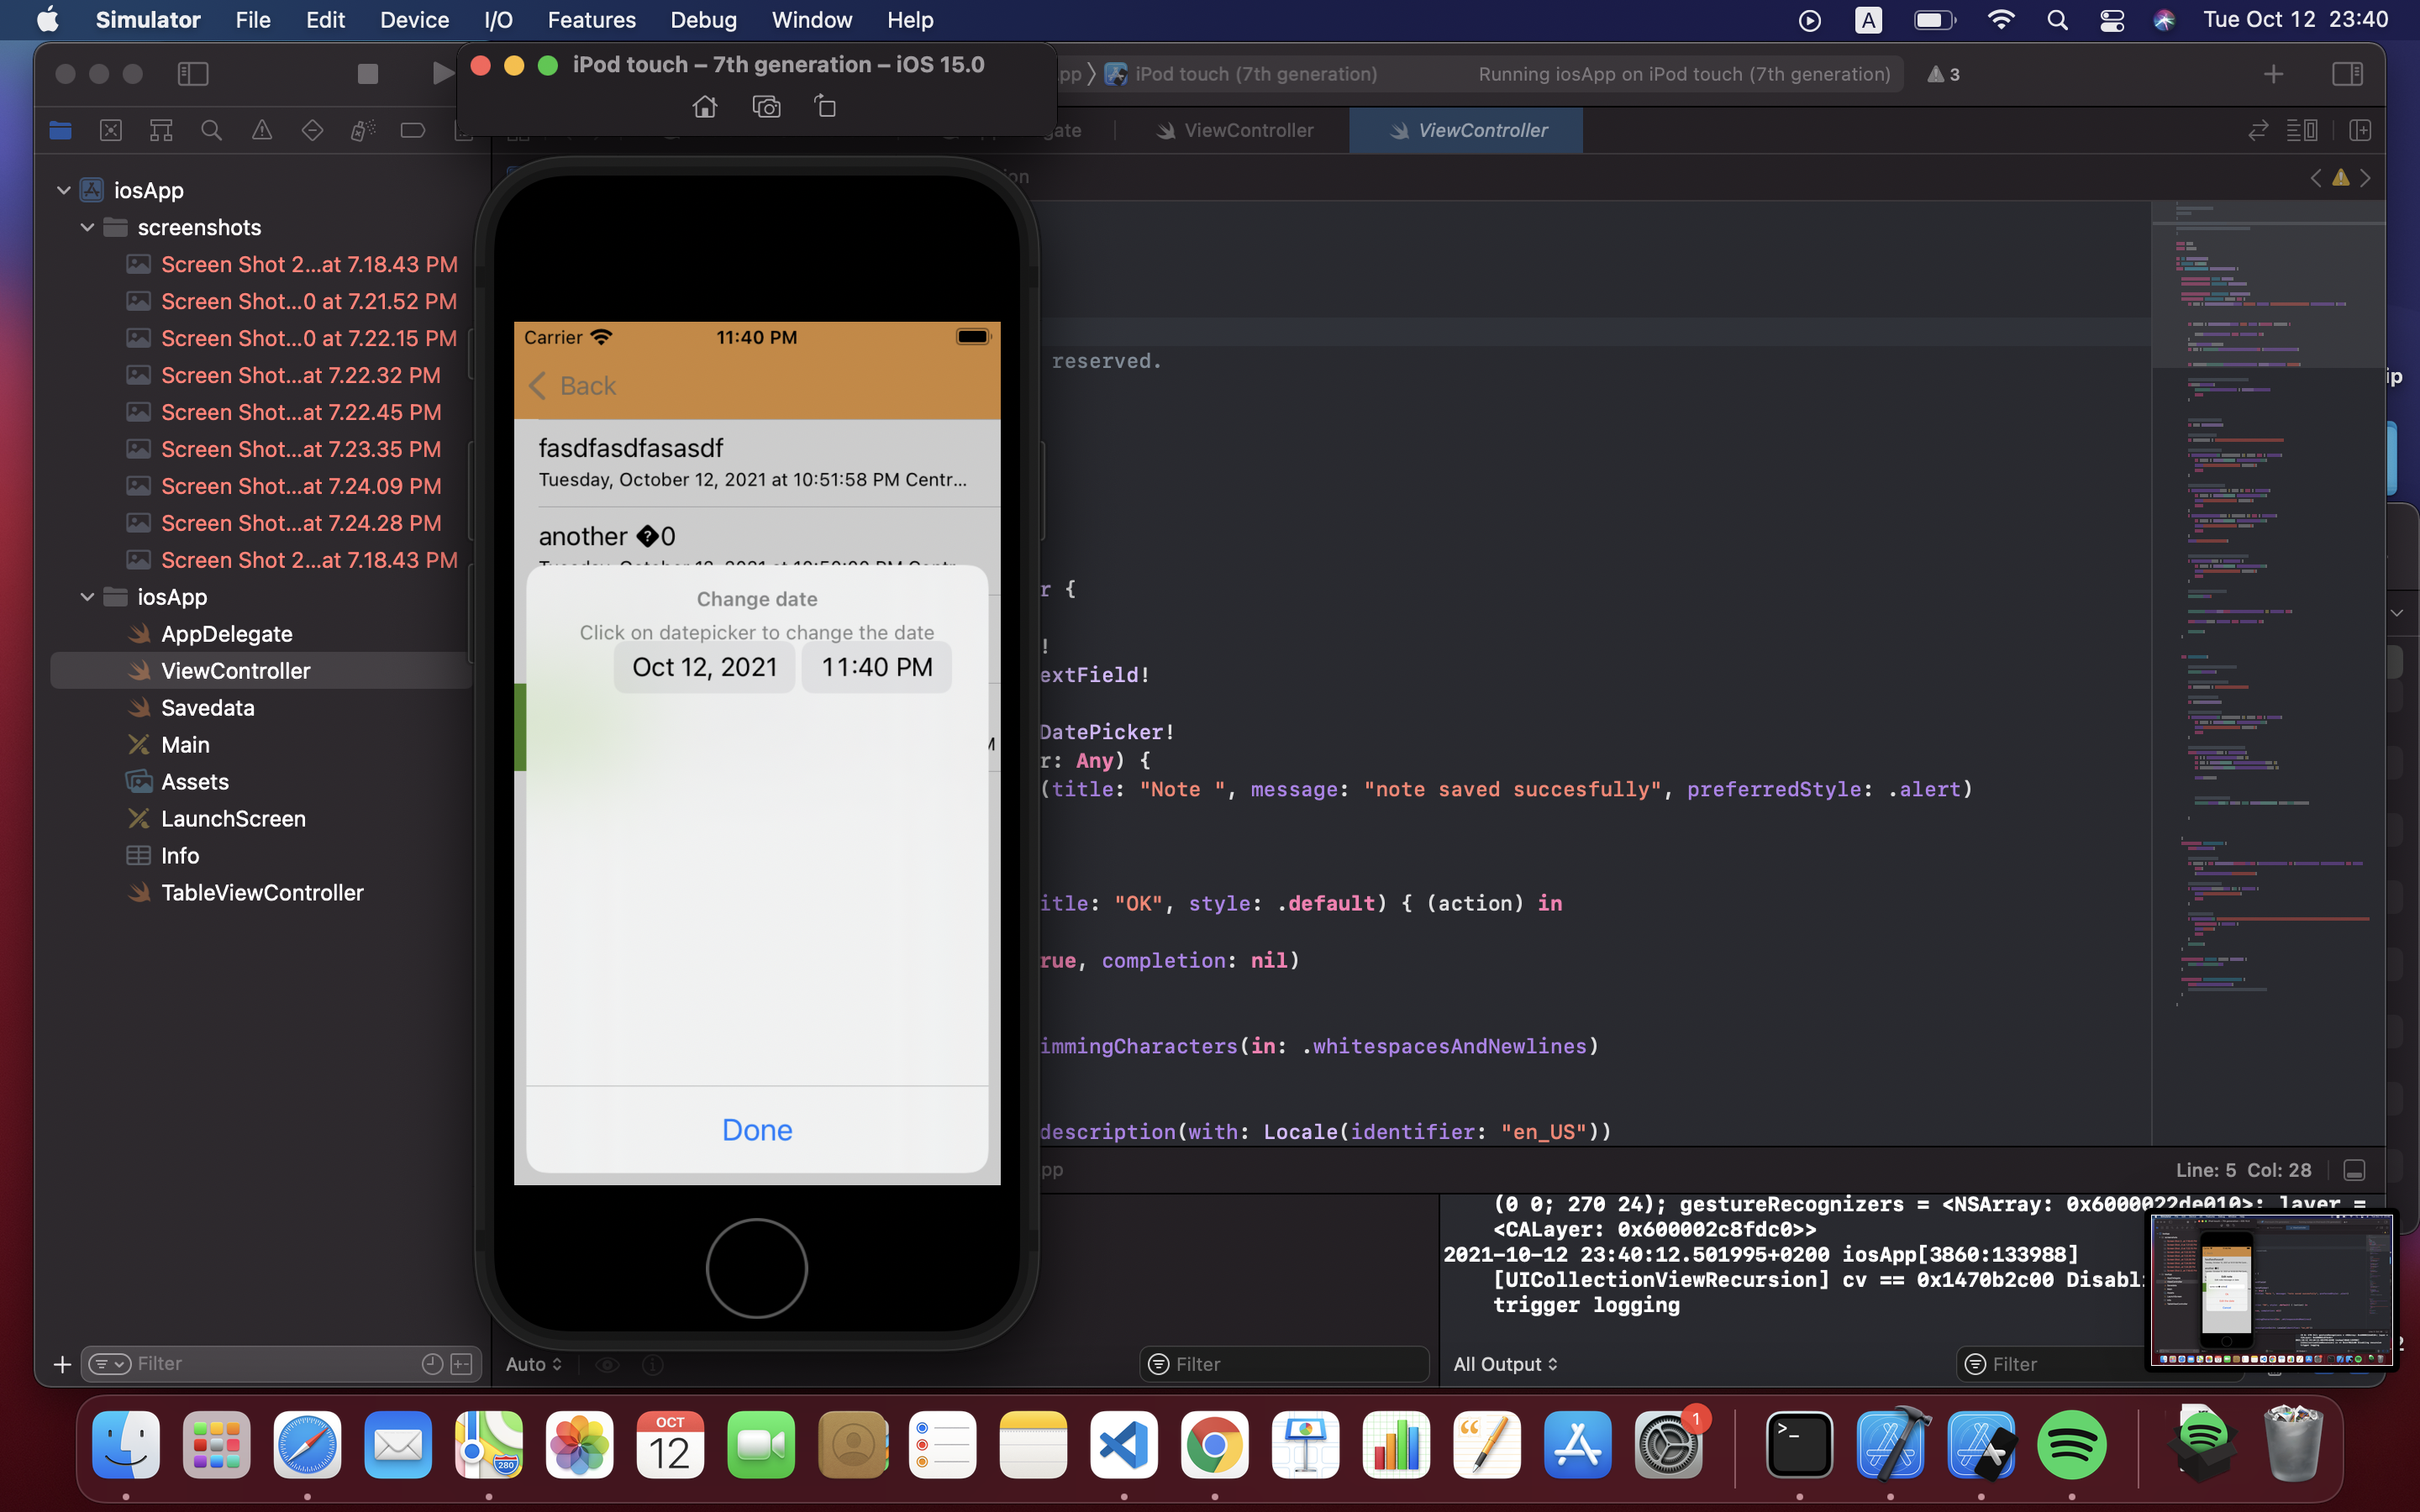 Simulator File Edit Device I/O Features Debug Window Help A Tue Oct 12 23:40
iPod touch – 7th generation – iOS 15.0
iPod touch (7th generation) Running iosApp on iPod touch (7th generation) 3
gate ViewController ViewController
iosApp
screenshots
Screen Shot 2...at 7.18.43 PM
Screen Shot...0 at 7.21.52 PM
Screen Shot...0 at 7.22.15 PM
Screen Shot...at 7.22.32 PM
Screen Shot...at 7.22.45 PM
Screen Shot...at 7.23.35 PM
Screen Shot...at 7.24.09 PM
Screen Shot...at 7.24.28 PM
Screen Shot 2...at 7.18.43 PM
iosApp
AppDelegate
ViewController
Savedata
Main
Assets
LaunchScreen
Info
TableViewController
Filter
Carrier 11:40 PM
Back
fasdfasdfasasdf
Tuesday, October 12, 2021 at 10:51:58 PM Centr...
another �0
Change date
Click on datepicker to change the date
Oct 12, 2021 11:40 PM
Done
ip
reserved.
r {
!
extField!
DatePicker!
r: Any) {
(title: "Note ", message: "note saved succesfully", preferredStyle: .alert)
itle: "OK", style: .default) { (action) in
rue, completion: nil)
immingCharacters(in: .whitespacesAndNewlines)
description(with: Locale(identifier: "en_US"))
pp Line: 5 Col: 28
(0 0; 270 24); gestureRecognizers = <NSArray: 0x6000022de010>; layer =
<CALayer: 0x600002c8fdc0>>
2021-10-12 23:40:12.501995+0200 iosApp[3860:133988]
[UICollectionViewRecursion] cv == 0x1470b2c00 Disabli
trigger logging
Auto Filter All Output Filter
OCT
12
280
1